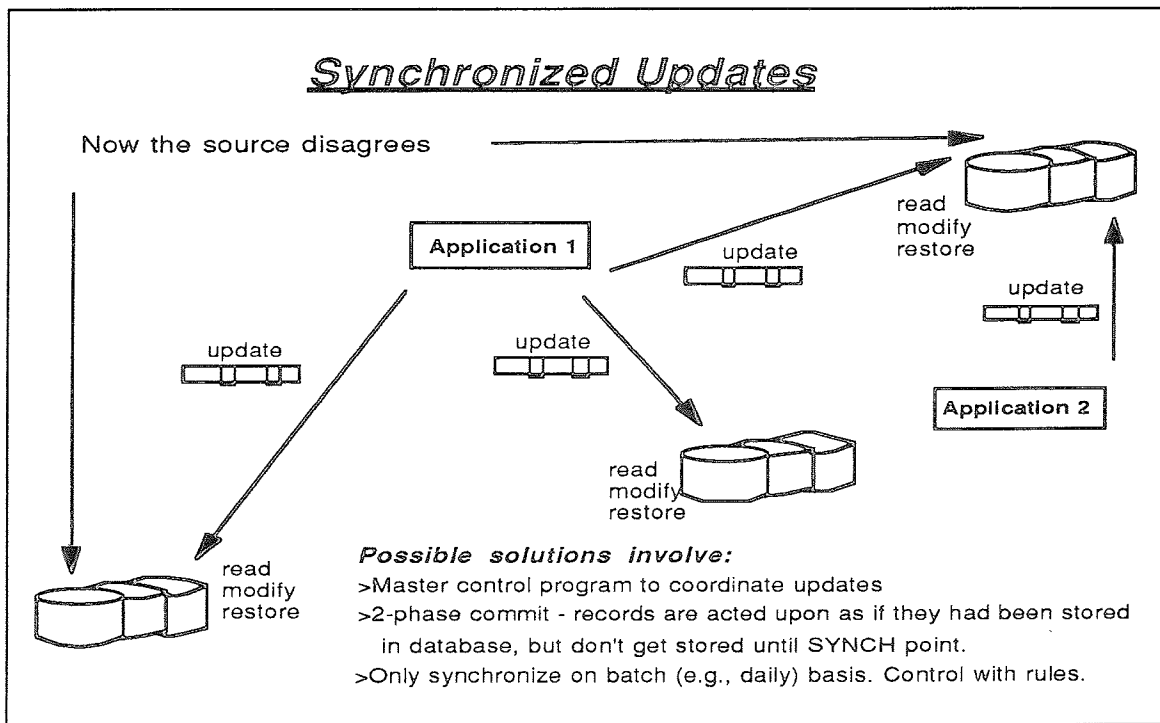 Synchronized Updates
Now the source disagrees
read
modify
restore
Application 1
update
update
Application 2
update
update
read
modify
restore
read
modify
restore
Possible solutions involve:
>Master control program to coordinate updates
>2-phase commit - records are acted upon as if they had been stored
in database, but don't get stored until SYNCH point.
>Only synchronize on batch (e.g., daily) basis. Control with rules.